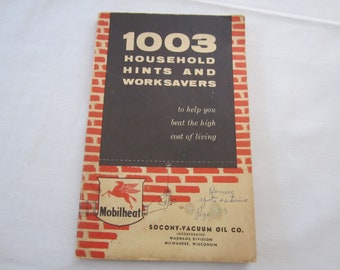 1003
HOUSEHOLD
HINTS AND
WORKSAVERS
to help you
beat the high
cost of living
Mobilheat
SOCONY-VACUUM OIL CO.
INCORPORATED
WADHAMS DIVISION
MILWAUKEE, WISCONSIN